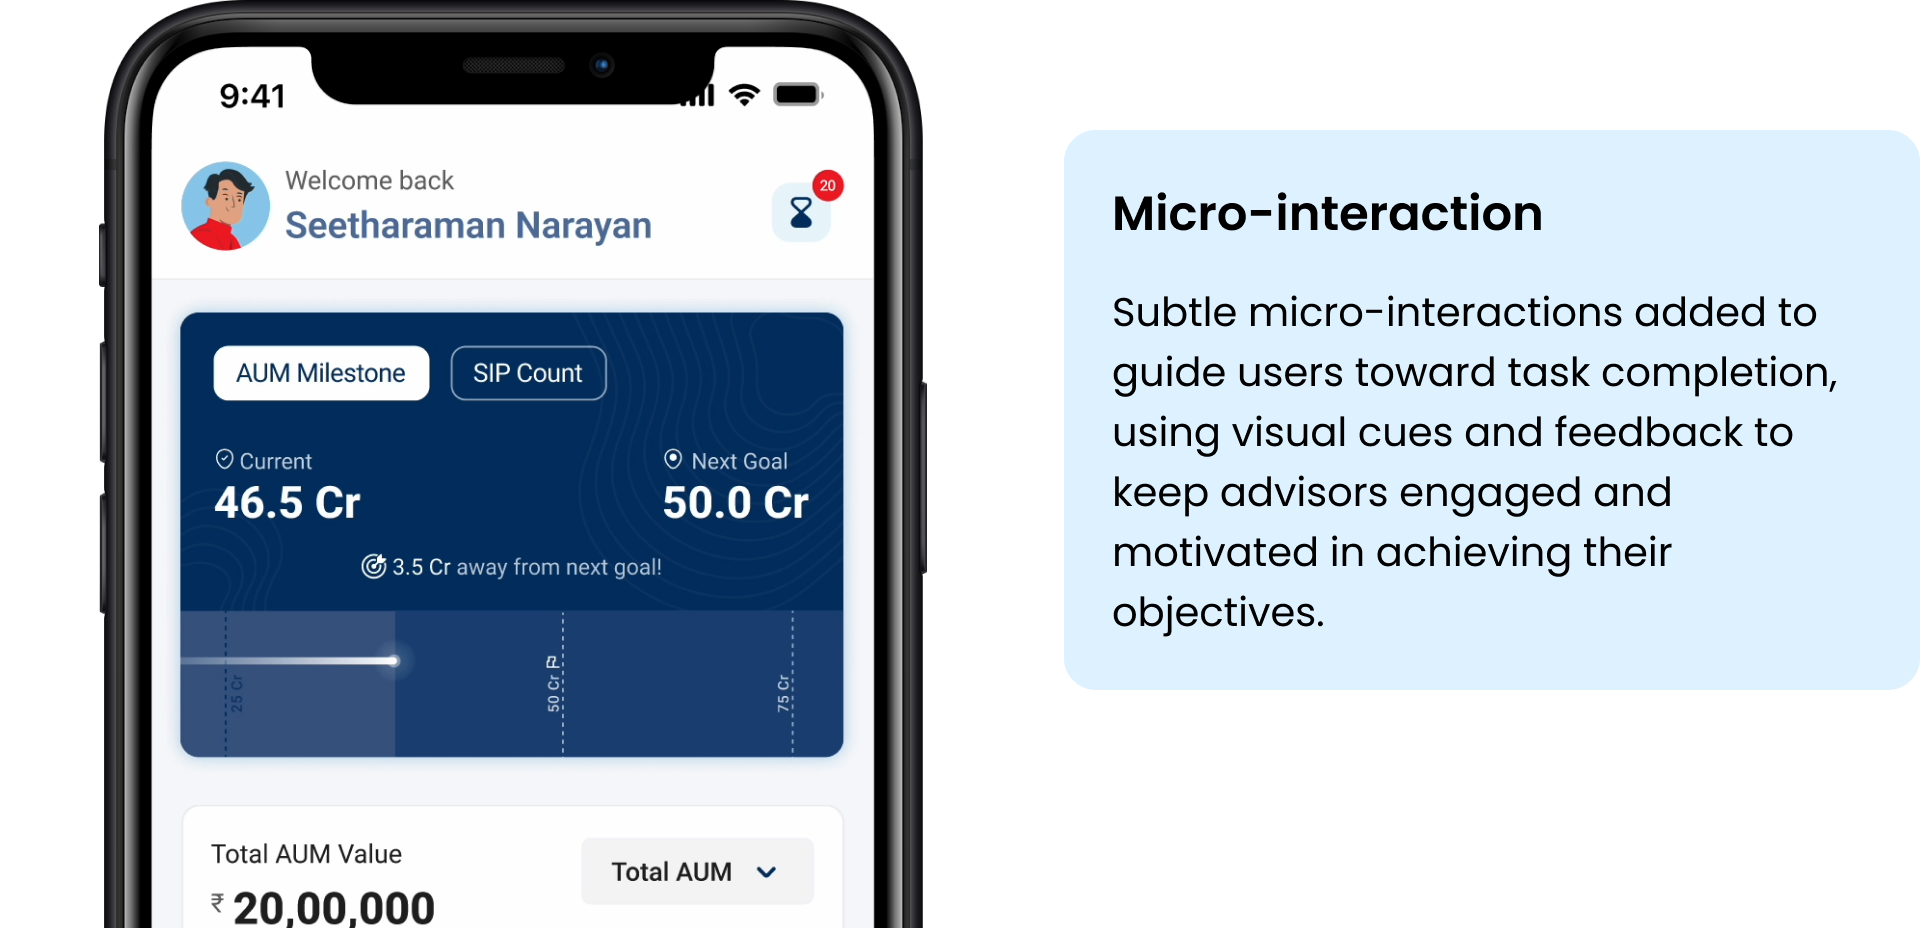 9:41
Welcome back
Seetharaman Narayan
20
AUM Milestone
SIP Count
Current
46.5 Cr
Next Goal
50.0 Cr
3.5 Cr away from next goal!
25 Cr
50 Cr
75 Cr
Total AUM Value
₹ 20,00,000
Total AUM
Micro-interaction
Subtle micro-interactions added to
guide users toward task completion,
using visual cues and feedback to
keep advisors engaged and
motivated in achieving their
objectives.